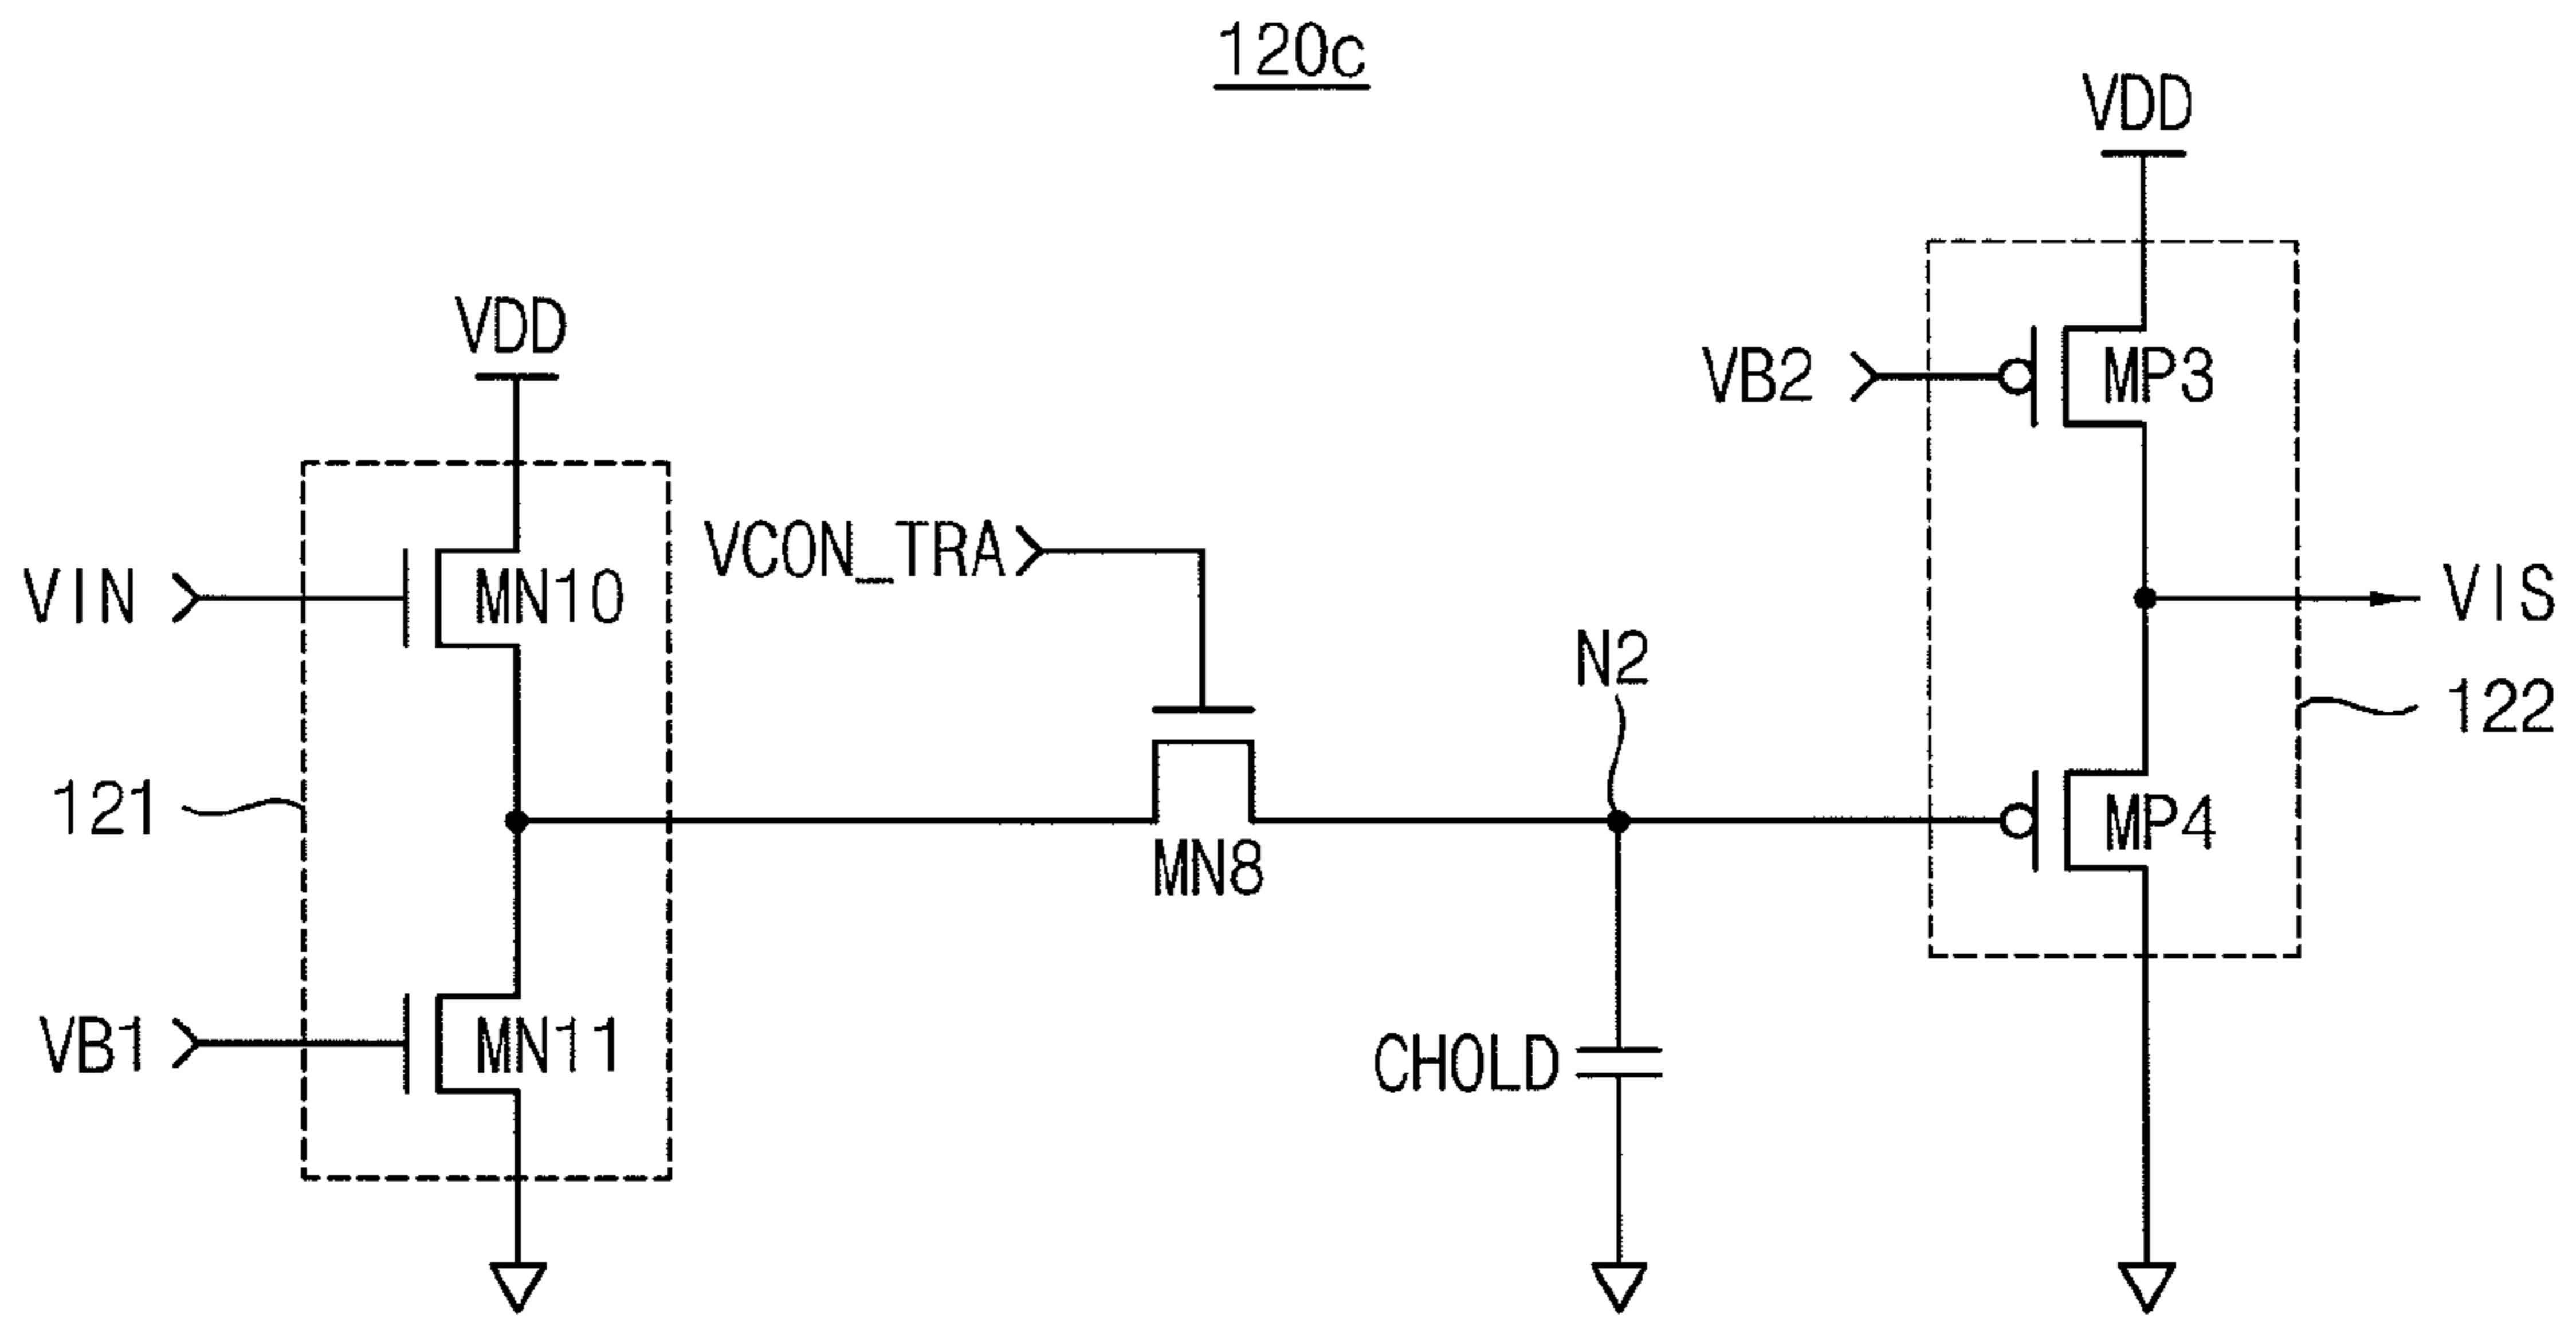 120c
VDD
VDD
VB2
MP3
VCON_TRA
VIN
MN10
VIS
N2
122
121
MP4
MN8
VB1
MN11
CHOLD